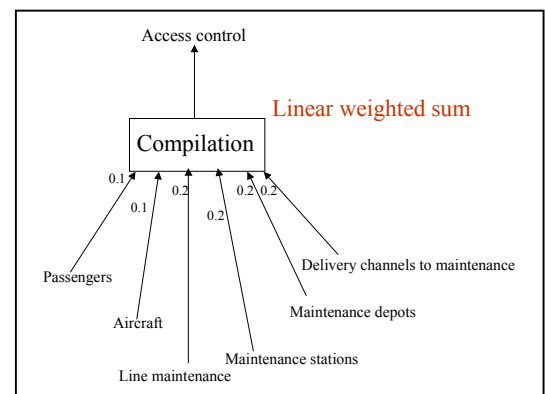 Access control
Linear weighted sum
Compilation
0.1
0.2
0.2 0.2
0.1
0.2
Delivery channels to maintenance
Passengers
Maintenance depots
Aircraft
Maintenance stations
Line maintenance